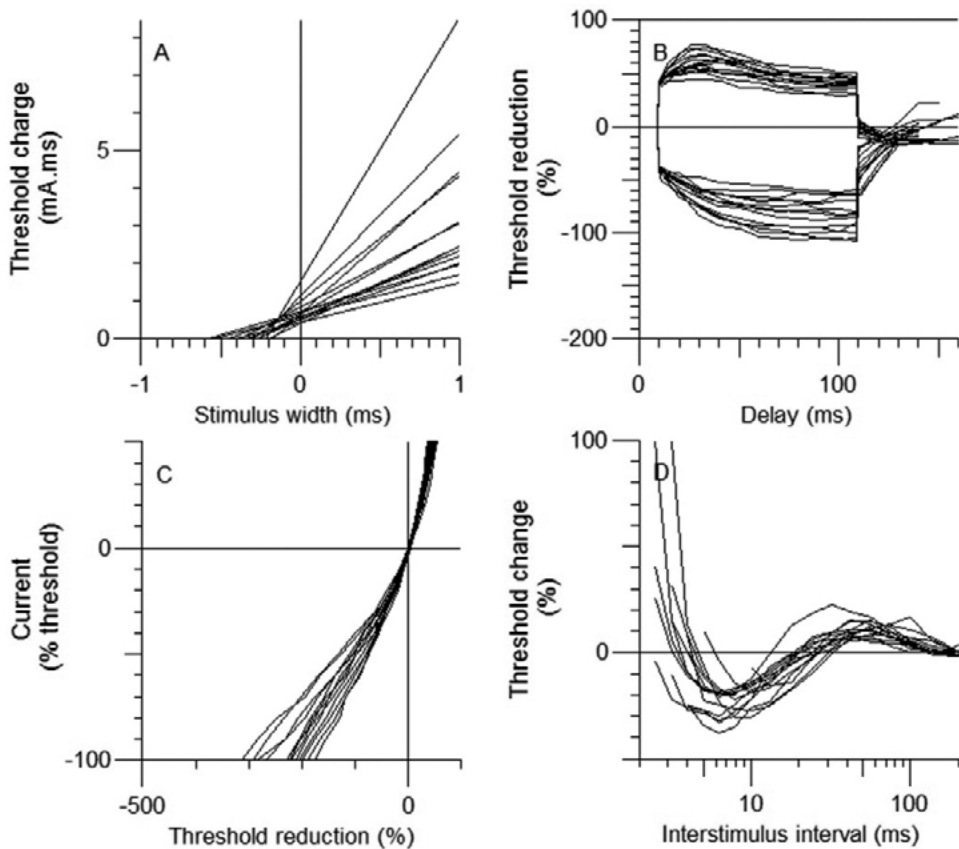 A
Threshold charge
(mA.ms)
5
0
-1
0
1
Stimulus width (ms)
B
Threshold reduction
(%)
100
0
-100
-200
0
100
Delay (ms)
C
Current
(% threshold)
0
-100
-500
0
Threshold reduction (%)
D
Threshold change
(%)
100
0
10
100
Interstimulus interval (ms)